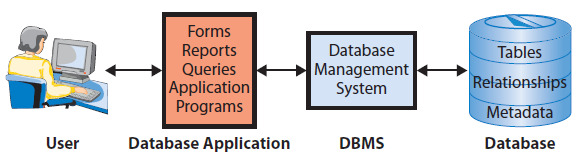 Forms
Reports
Queries
Application
Programs
Database
Management
System
Tables
Relationships
Metadata
User
Database Application
DBMS
Database